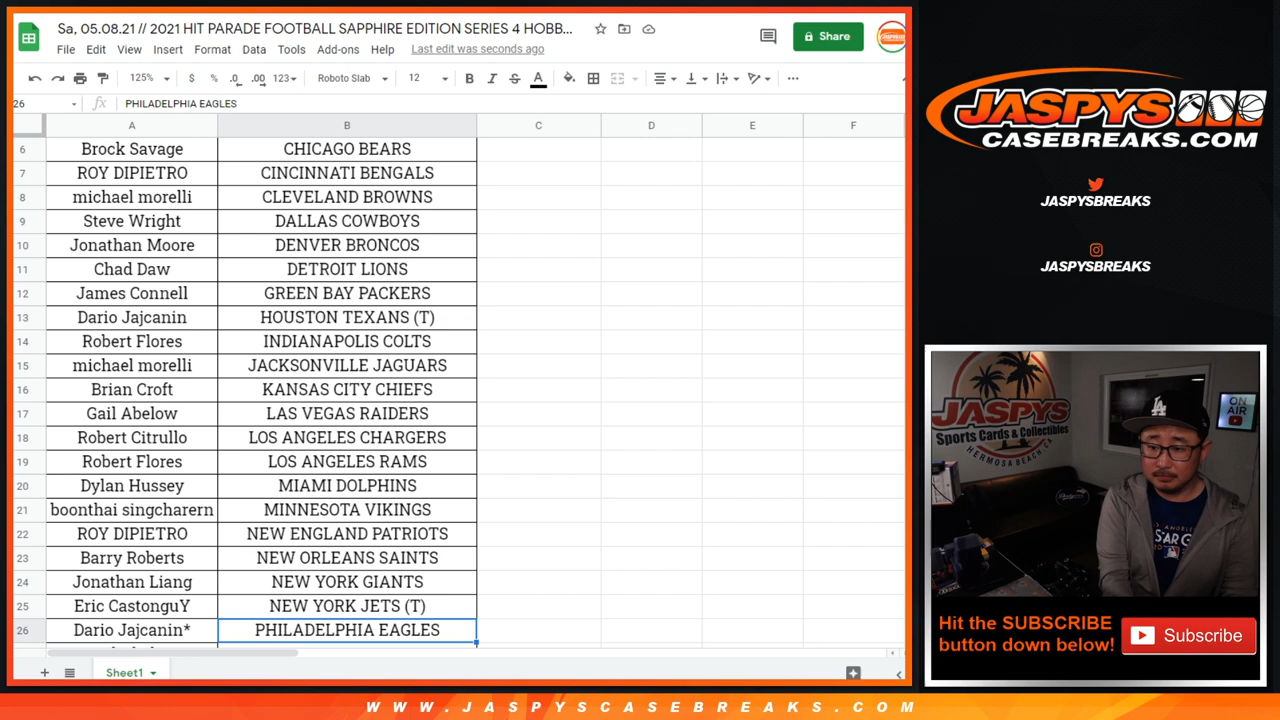 Sa, 05.08.21 // 2021 HIT PARADE FOOTBALL SAPPHIRE EDITION SERIES 4 HOBB...
Share
File Edit View Insert Format Data Tools Add-ons Help Last edit was seconds ago
125% $ % .0 .00 123 Roboto Slab 12 B I S A
26 fx PHILADELPHIA EAGLES
A B C D E F
6 Brock Savage CHICAGO BEARS
7 ROY DIPIETRO CINCINNATI BENGALS
8 michael morelli CLEVELAND BROWNS
9 Steve Wright DALLAS COWBOYS
10 Jonathan Moore DENVER BRONCOS
11 Chad Daw DETROIT LIONS
12 James Connell GREEN BAY PACKERS
13 Dario Jajcanin HOUSTON TEXANS (T)
14 Robert Flores INDIANAPOLIS COLTS
15 michael morelli JACKSONVILLE JAGUARS
16 Brian Croft KANSAS CITY CHIEFS
17 Gail Abelow LAS VEGAS RAIDERS
18 Robert Citrullo LOS ANGELES CHARGERS
19 Robert Flores LOS ANGELES RAMS
20 Dylan Hussey MIAMI DOLPHINS
21 boonthai singcharern MINNESOTA VIKINGS
22 ROY DIPIETRO NEW ENGLAND PATRIOTS
23 Barry Roberts NEW ORLEANS SAINTS
24 Jonathan Liang NEW YORK GIANTS
25 Eric CastonguY NEW YORK JETS (T)
26 Dario Jajcanin* PHILADELPHIA EAGLES
Sheet1
JASPYS
CASEBREAKS.COM
JASPYSBREAKS
JASPYSBREAKS
JASPYS
Sports Cards & Collectibles
HERMOSA BEACH, CA
ON AIR
LA
LOS ANGELES
Hit the SUBSCRIBE
button down below!
Subscribe
WWW.JASPYSCASEBREAKS.COM